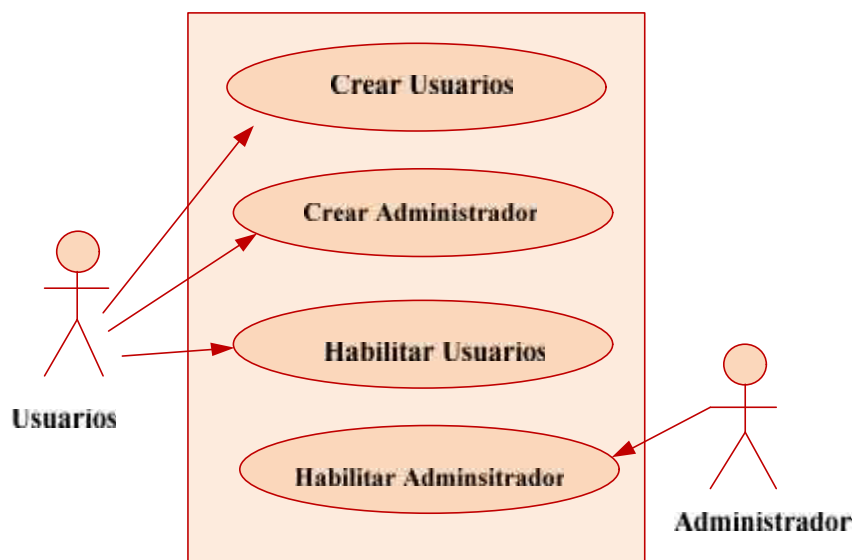 Crear Usuarios
Crear Administrador
Habilitar Usuarios
Usuarios
Habilitar Adminsitrador
Administrador